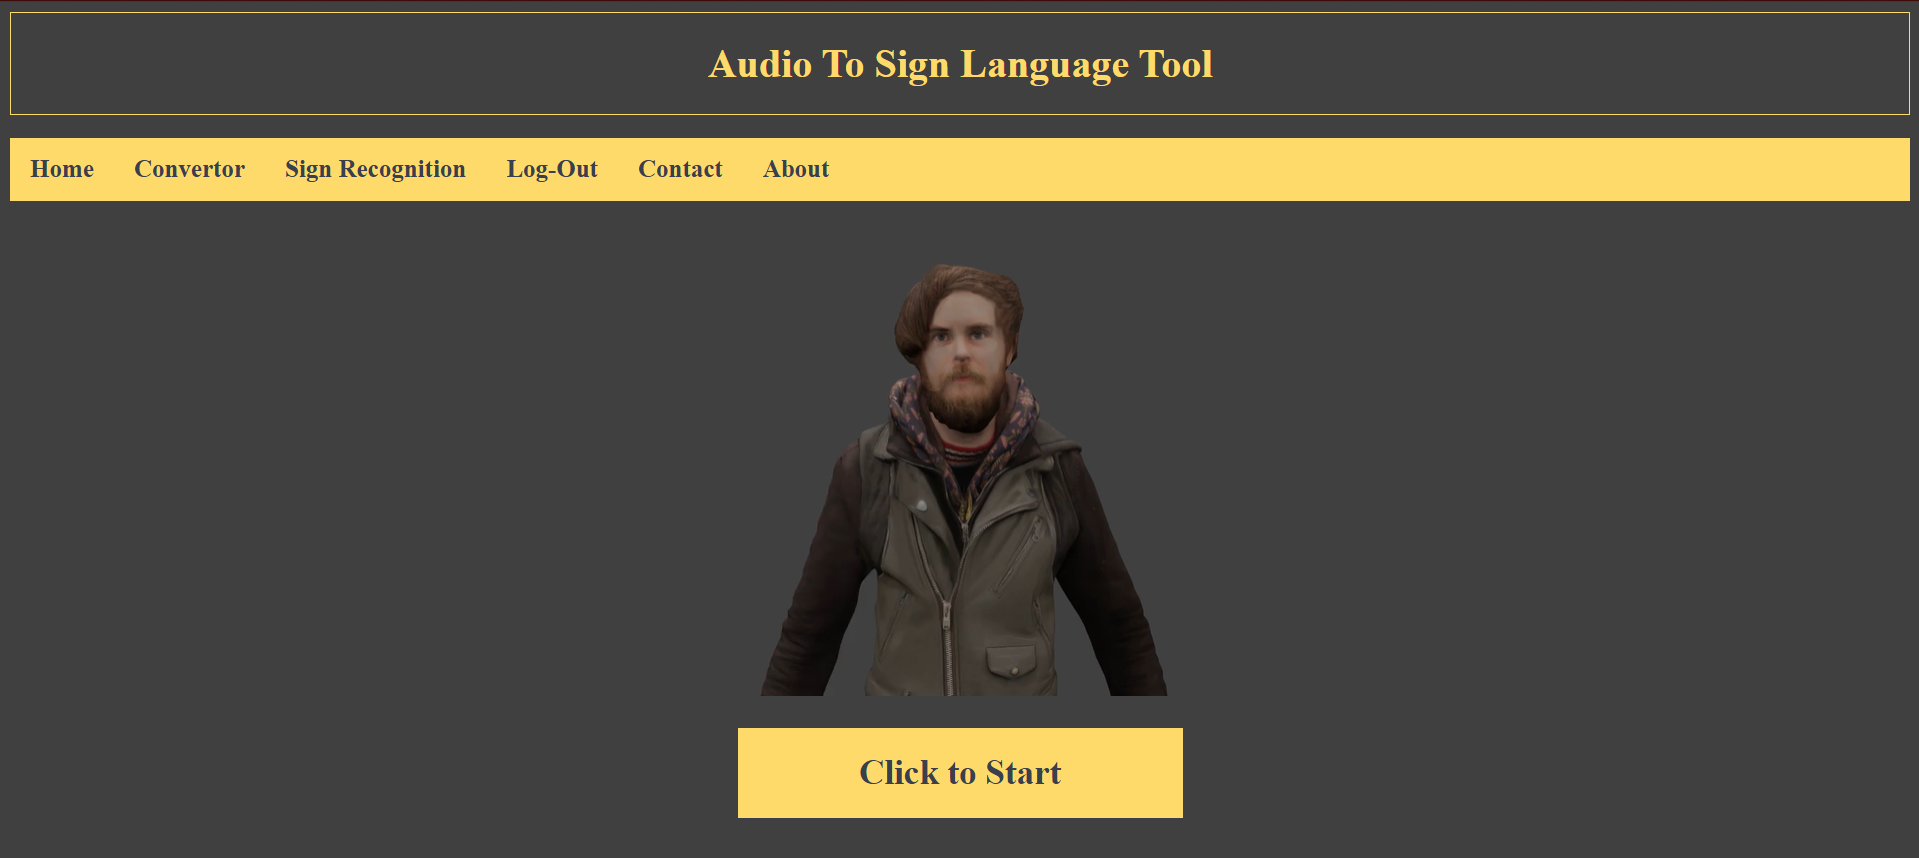 Audio To Sign Language Tool
Home Convertor Sign Recognition Log-Out Contact About
Click to Start